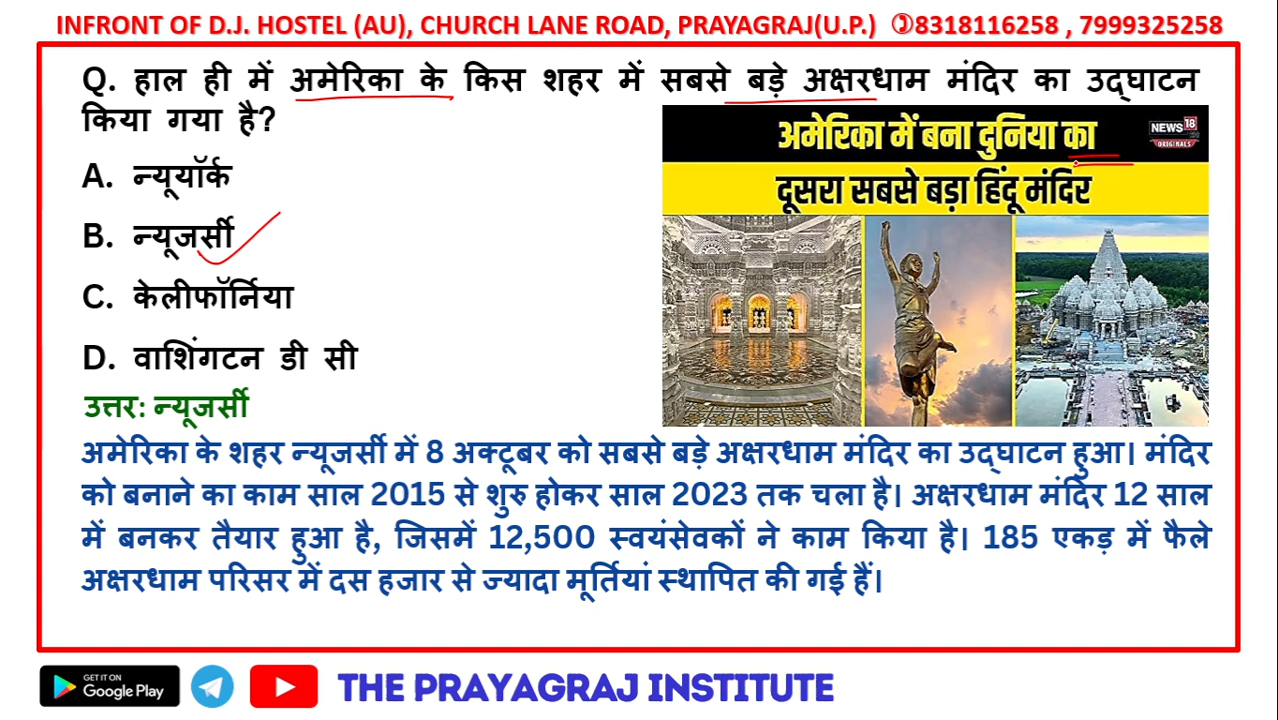 INFRONT OF D.J. HOSTEL (AU), CHURCH LANE ROAD, PRAYAGRAJ(U.P.) ✆8318116258 , 7999325258
Q. हाल ही में अमेरिका के किस शहर में सबसे बड़े अक्षरधाम मंदिर का उद्घाटन
किया गया है?
A. न्यूयॉर्क
B. न्यूजर्सी
C. केलीफॉर्निया
D. वाशिंगटन डी सी
अमेरिका में बना दुनिया का
NEWS18
ORIGINALS
दूसरा सबसे बड़ा हिंदू मंदिर
उत्तर: न्यूजर्सी
अमेरिका के शहर न्यूजर्सी में 8 अक्टूबर को सबसे बड़े अक्षरधाम मंदिर का उद्घाटन हुआ। मंदिर
को बनाने का काम साल 2015 से शुरु होकर साल 2023 तक चला है। अक्षरधाम मंदिर 12 साल
में बनकर तैयार हुआ है, जिसमें 12,500 स्वयंसेवकों ने काम किया है। 185 एकड़ में फैले
अक्षरधाम परिसर में दस हजार से ज्यादा मूर्तियां स्थापित की गई हैं।
GET IT ON
Google Play
THE PRAYAGRAJ INSTITUTE